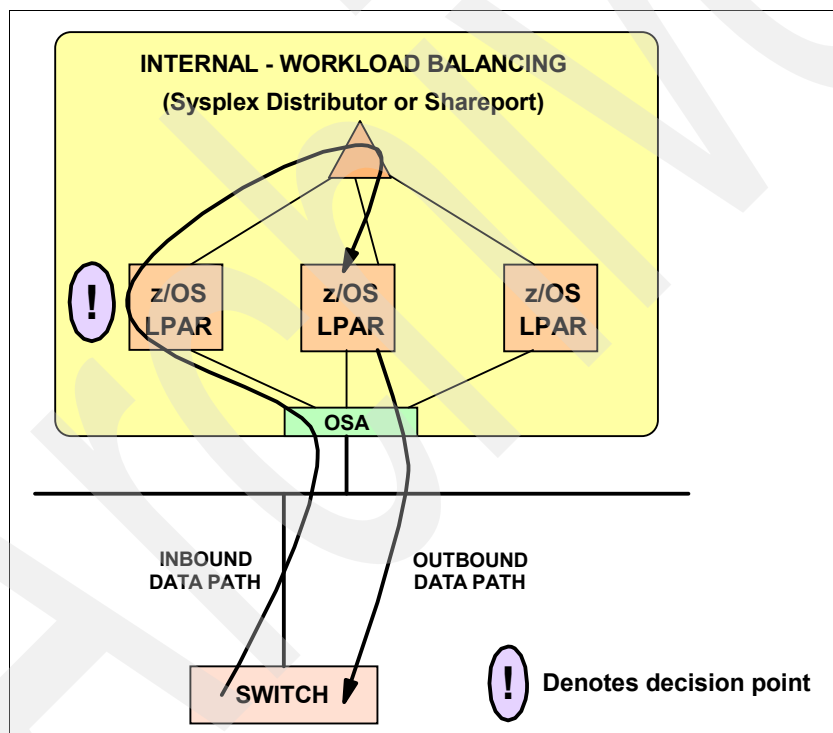 INTERNAL - WORKLOAD BALANCING
(Sysplex Distributor or Shareport)
!
z/OS
LPAR
z/OS
LPAR
z/OS
LPAR
OSA
INBOUND
DATA PATH
OUTBOUND
DATA PATH
SWITCH
!
Denotes decision point